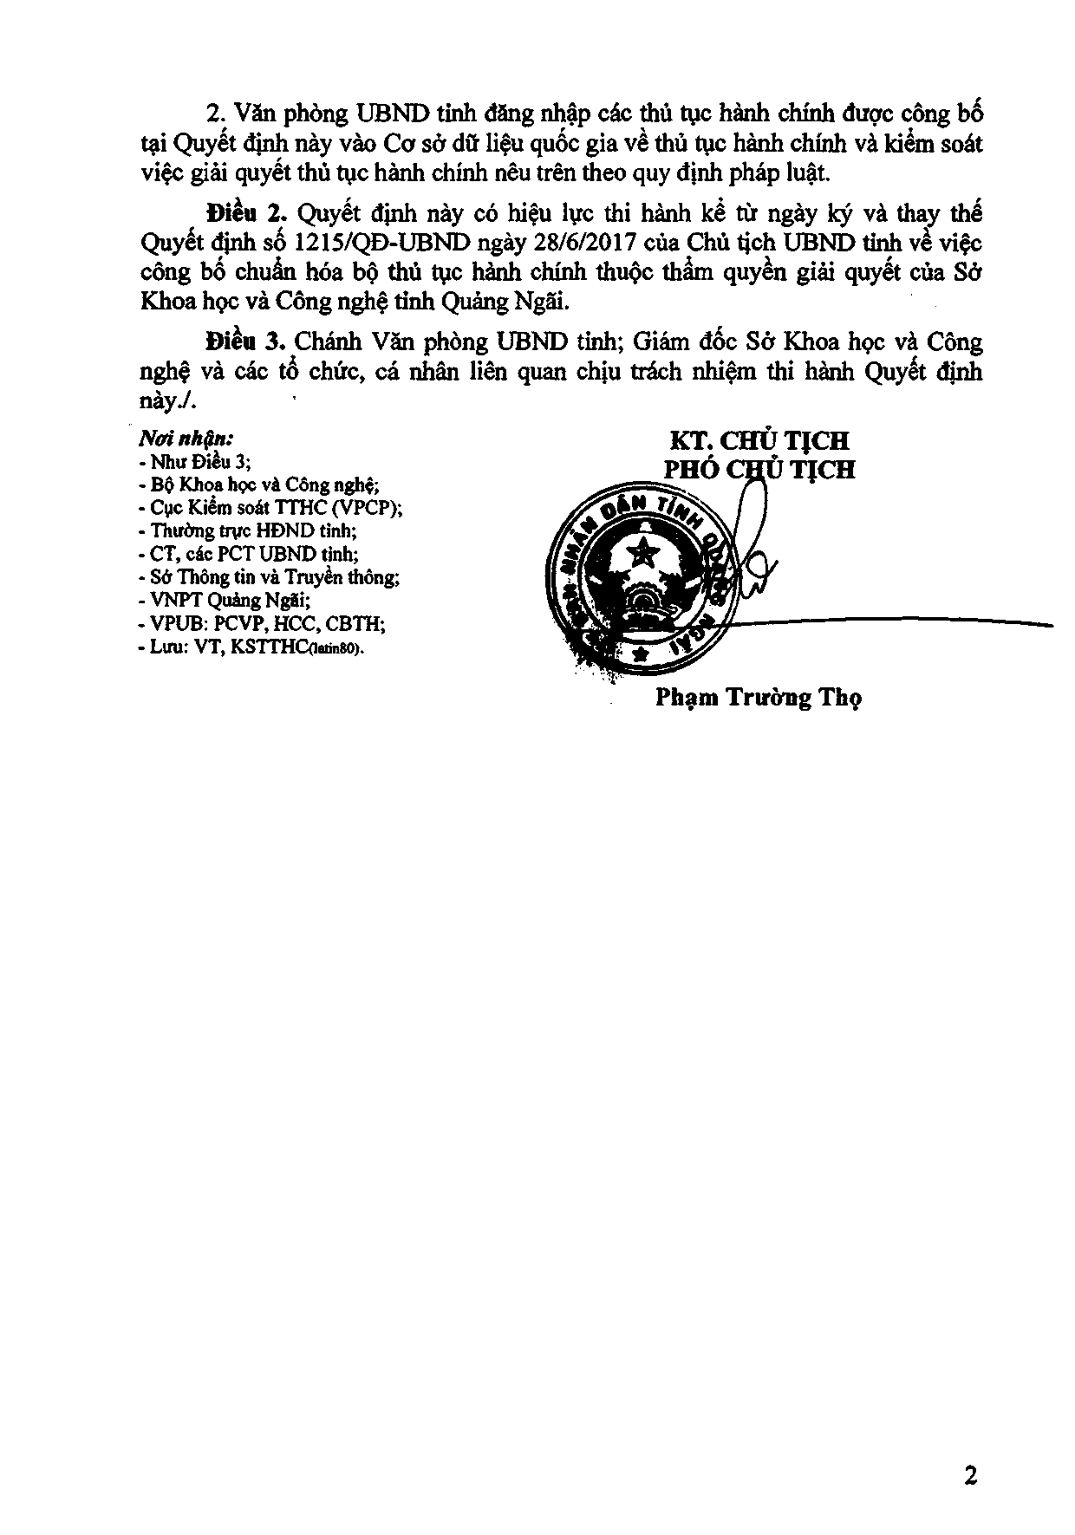 2. Văn phòng UBND tỉnh đăng nhập các thủ tục hành chính được công bố
tại Quyết định này vào Cơ sở dữ liệu quốc gia về thủ tục hành chính và kiểm soát
việc giải quyết thủ tục hành chính nêu trên theo quy định pháp luật.
Điều 2. Quyết định này có hiệu lực thi hành kể từ ngày ký và thay thế
Quyết định số 1215/QĐ-UBND ngày 28/6/2017 của Chủ tịch UBND tỉnh về việc
công bố chuẩn hóa bộ thủ tục hành chính thuộc thẩm quyền giải quyết của Sở
Khoa học và Công nghệ tỉnh Quảng Ngãi.
Điều 3. Chánh Văn phòng UBND tỉnh; Giám đốc Sở Khoa học và Công
nghệ và các tổ chức, cá nhân liên quan chịu trách nhiệm thi hành Quyết định
này./.
Nơi nhận:
- Như Điều 3;
- Bộ Khoa học và Công nghệ;
- Cục Kiểm soát TTHC (VPCP);
- Thường trực HĐND tỉnh;
- CT, các PCT UBND tỉnh;
- Sở Thông tin và Truyền thông;
- VNPT Quảng Ngãi;
- VPUB: PCVP, HCC, CBTH;
- Lưu: VT, KSTTHC(latin80).
KT. CHỦ TỊCH
PHÓ CHỦ TỊCH
NHÂN DÂN TỈNH QUẢNG NGÃI
Phạm Trường Thọ
2